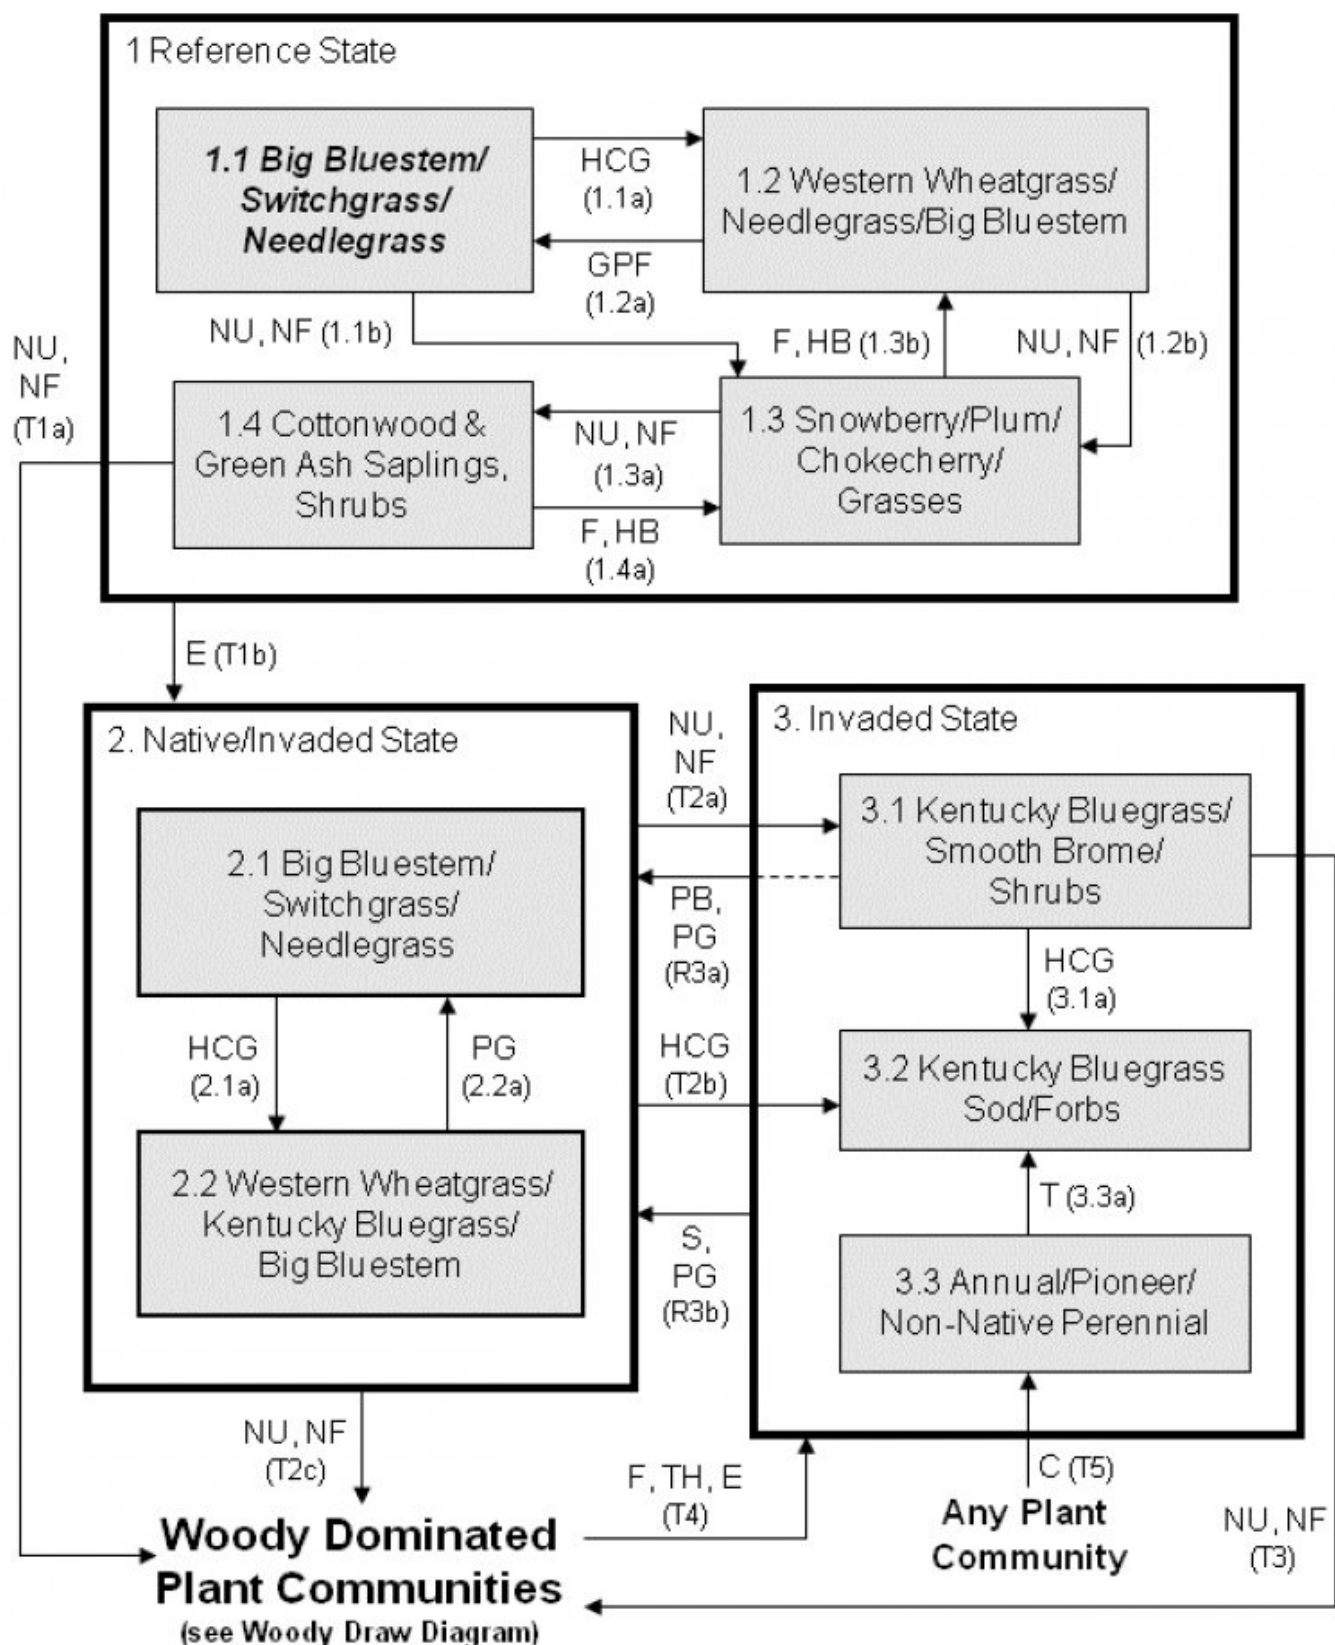 1 Reference State
1.1 Big Bluestem/
Switchgrass/
Needlegrass
HCG
(1.1a)
GPF
(1.2a)
1.2 Western Wheatgrass/
Needlegrass/Big Bluestem
NU, NF (1.1b)
F, HB (1.3b)
NU, NF (1.2b)
NU,
NF
(T1a)
1.4 Cottonwood &
Green Ash Saplings,
Shrubs
NU, NF
(1.3a)
F, HB
(1.4a)
1.3 Snowberry/Plum/
Chokecherry/
Grasses
E (T1b)
2. Native/Invaded State
2.1 Big Bluestem/
Switchgrass/
Needlegrass
HCG
(2.1a)
PG
(2.2a)
2.2 Western Wheatgrass/
Kentucky Bluegrass/
Big Bluestem
NU,
NF
(T2a)
PB,
PG
(R3a)
HCG
(T2b)
S,
PG
(R3b)
3. Invaded State
3.1 Kentucky Bluegrass/
Smooth Brome/
Shrubs
HCG
(3.1a)
3.2 Kentucky Bluegrass
Sod/Forbs
T (3.3a)
3.3 Annual/Pioneer/
Non-Native Perennial
NU, NF
(T2c)
F, TH, E
(T4)
C (T5)
Any Plant
Community
NU, NF
(T3)
Woody Dominated
Plant Communities
(see Woody Draw Diagram)